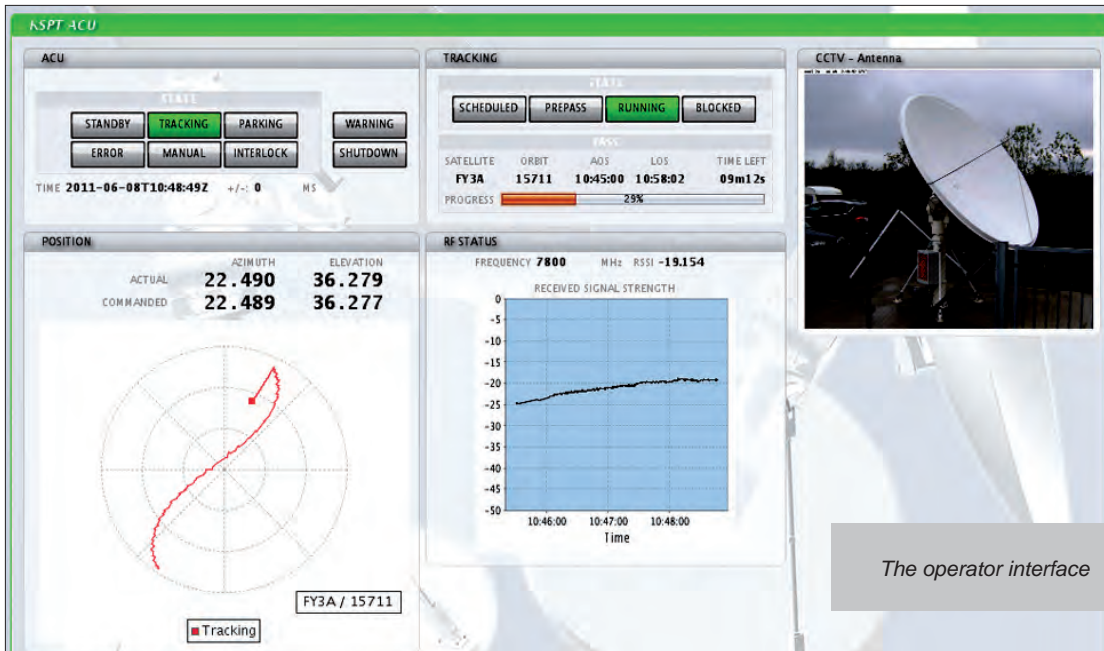 KSPT ACU
ACU
STATE
STANDBY TRACKING PARKING WARNING
ERROR MANUAL INTERLOCK SHUTDOWN
TIME 2011-06-08T10:48:49Z +/-: 0 MS
TRACKING
STATE
SCHEDULED PREPASS RUNNING BLOCKED
PASS
SATELLITE ORBIT AOS LOS TIME LEFT
FY3A 15711 10:45:00 10:58:02 09m12s
PROGRESS 29%
CCTV - Antenna
POSITION
AZIMUTH ELEVATION
ACTUAL 22.490 36.279
COMMANDED 22.489 36.277
FY3A / 15711
Tracking
RF STATUS
FREQUENCY 7800 MHz RSSI -19.154
RECEIVED SIGNAL STRENGTH
0
-5
-10
-15
-20
-25
-30
-35
-40
-45
-50
10:46:00 10:47:00 10:48:00
Time
The operator interface